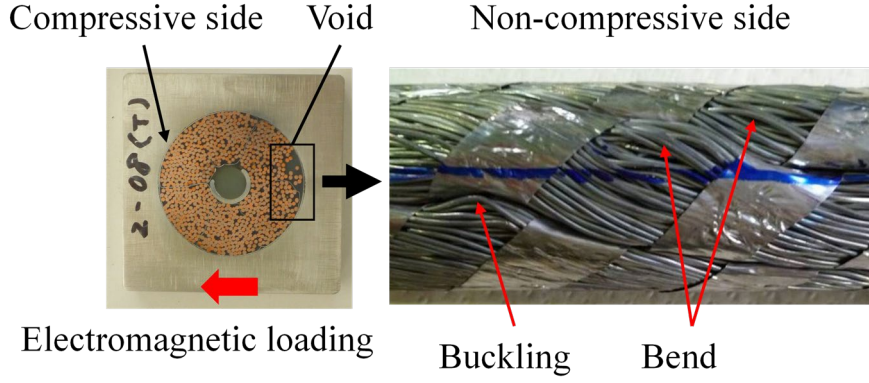 Compressive side
Void
Non-compressive side
2-08(T)
Electromagnetic loading
Buckling
Bend